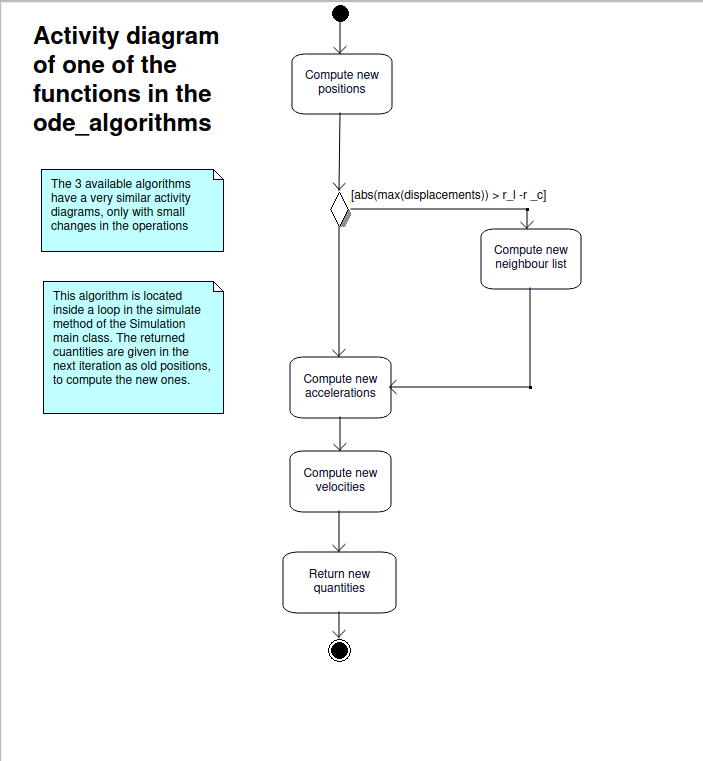 Activity diagram
of one of the
functions in the
ode_algorithms
The 3 available algorithms
have a very similar activity
diagrams, only with small
changes in the operations
This algorithm is located
inside a loop in the simulate
method of the Simulation
main class. The returned
cuantities are given in the
next iteration as old positions,
to compute the new ones.
Compute new
positions
[abs(max(displacements)) > r_l -r _c]
Compute new
neighbour list
Compute new
accelerations
Compute new
velocities
Return new
quantities